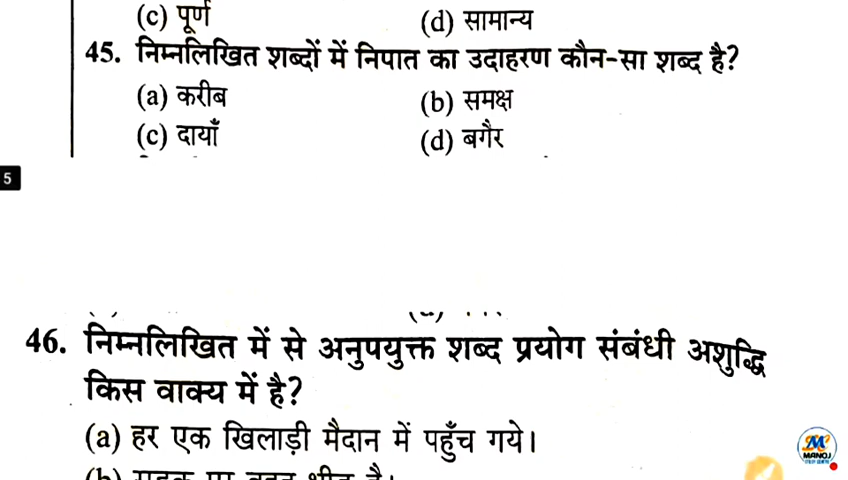 (c) पूर्ण (d) सामान्य
45. निम्नलिखित शब्दों में निपात का उदाहरण कौन-सा शब्द है?
(a) करीब (b) समक्ष
(c) दायाँ (d) बगैर
5
46. निम्नलिखित में से अनुपयुक्त शब्द प्रयोग संबंधी अशुद्धि
किस वाक्य में है?
(a) हर एक खिलाड़ी मैदान में पहुँच गये।
MANOJ